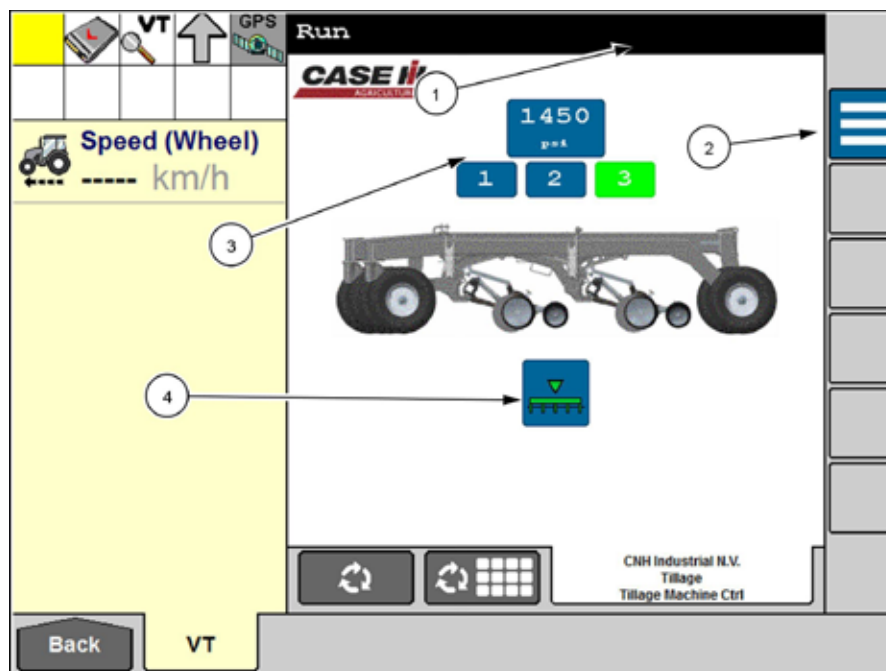 VT
GPS
Run
CASE IH
AGRICULTURE
1
1450
psi
2
Speed (Wheel)
----- km/h
1 2 3
3
4
CNH Industrial N.V.
Tillage
Tillage Machine Ctrl
Back
VT